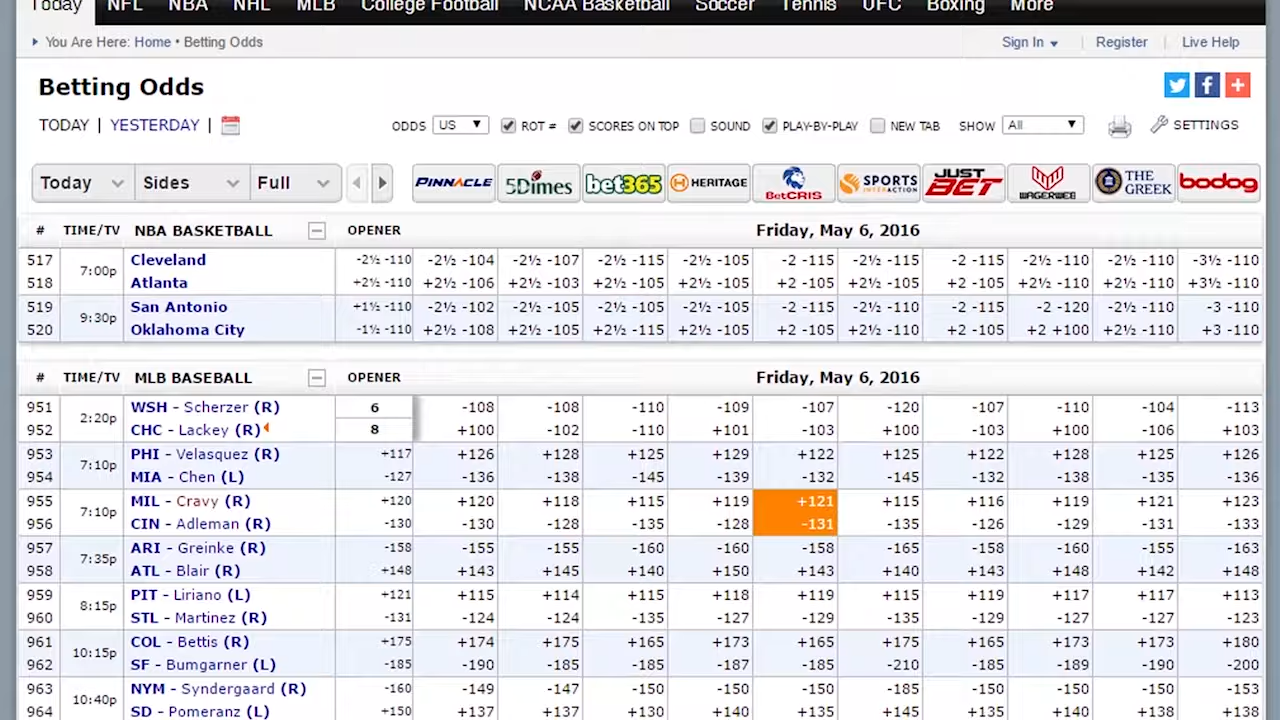 Today NFL NBA NHL MLB College Football NCAA Basketball Soccer Tennis UFC Boxing More
You Are Here: Home • Betting Odds Sign In Register Live Help
Betting Odds
TODAY | YESTERDAY | ODDS US ROT # SCORES ON TOP SOUND PLAY-BY-PLAY NEW TAB SHOW All SETTINGS
Today Sides Full PINNACLE 5Dimes bet365 HERITAGE BetCRIS SPORTS INTERACTION JUST BET WAGERWEB THE GREEK bodog
# TIME/TV NBA BASKETBALL OPENER Friday, May 6, 2016
517 7:00p Cleveland -2½ -110 -2½ -104 -2½ -107 -2½ -115 -2½ -105 -2 -115 -2½ -105 -2 -115 -2½ -110 -2½ -110 -3½ -110
518 Atlanta +2½ -110 +2½ -106 +2½ -103 +2½ -105 +2½ -105 +2 -105 +2½ -115 +2 -105 +2½ -110 +2½ -110 +3½ -110
519 9:30p San Antonio +1½ -110 -2½ -102 -2½ -105 -2½ -105 -2½ -105 -2 -115 -2½ -110 -2 -115 -2 -120 -2½ -110 -3 -110
520 Oklahoma City -1½ -110 +2½ -108 +2½ -105 +2½ -115 +2½ -105 +2 -105 +2½ -110 +2 -105 +2 +100 +2½ -110 +3 -110
# TIME/TV MLB BASEBALL OPENER Friday, May 6, 2016
951 2:20p WSH - Scherzer (R) 6 -108 -108 -110 -109 -107 -120 -107 -110 -104 -113
952 CHC - Lackey (R) 8 +100 -102 -110 +101 -103 +100 -103 +100 -106 +103
953 7:10p PHI - Velasquez (R) +117 +126 +128 +125 +129 +122 +125 +122 +128 +125 +126
954 MIA - Chen (L) -127 -136 -138 -145 -139 -132 -145 -132 -138 -135 -136
955 7:10p MIL - Cravy (R) +120 +120 +118 +115 +119 +121 +115 +116 +119 +121 +123
956 CIN - Adleman (R) -130 -130 -128 -135 -128 -131 -135 -126 -129 -131 -133
957 7:35p ARI - Greinke (R) -158 -155 -155 -160 -160 -158 -165 -158 -160 -155 -163
958 ATL - Blair (R) +148 +143 +145 +140 +150 +143 +140 +143 +148 +142 +148
959 8:15p PIT - Liriano (L) +121 +115 +114 +115 +118 +119 +115 +119 +117 +117 +113
960 STL - Martinez (R) -131 -124 -124 -135 -127 -129 -135 -129 -127 -127 -123
961 10:15p COL - Bettis (R) +175 +174 +175 +165 +173 +165 +175 +165 +173 +173 +180
962 SF - Bumgarner (L) -185 -190 -185 -185 -187 -185 -210 -185 -189 -190 -200
963 10:40p NYM - Syndergaard (R) -160 -149 -147 -150 -150 -150 -185 -150 -150 -150 -153
964 SD - Pomeranz (L) +150 +137 +137 +130 +140 +135 +145 +135 +140 +138 +138